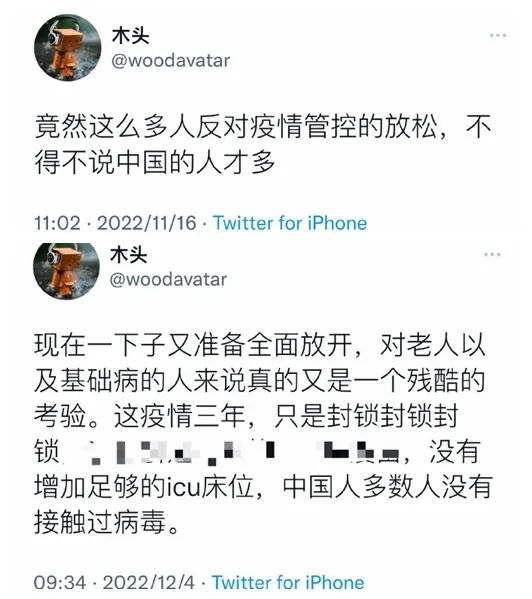 木头
@woodavatar
竟然这么多人反对疫情管控的放松，不
得不说中国的人才多
11:02 · 2022/11/16 · Twitter for iPhone
木头
@woodavatar
现在一下子又准备全面放开，对老人以
及基础病的人来说真的又是一个残酷的
考验。这疫情三年，只是封锁封锁封
锁，没有
增加足够的icu床位，中国人多数人没有
接触过病毒。
09:34 · 2022/12/4 · Twitter for iPhone